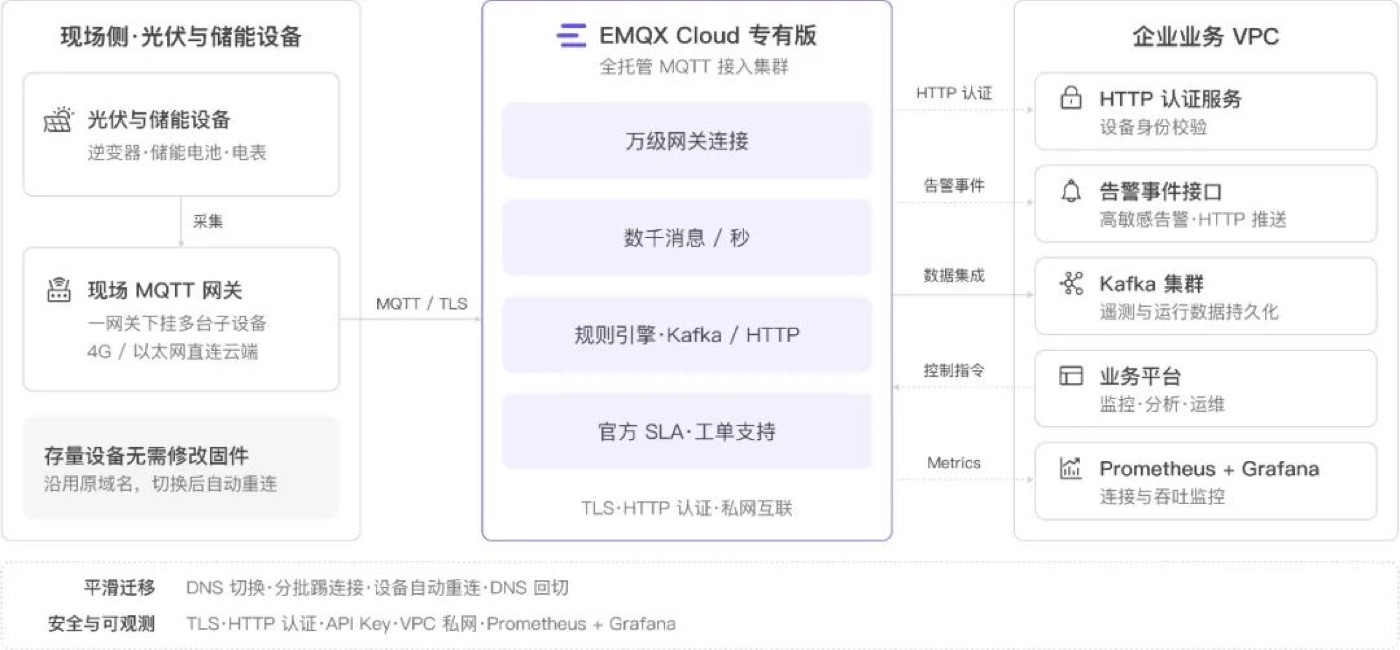 现场侧·光伏与储能设备
光伏与储能设备
逆变器·储能电池·电表
采集
现场 MQTT 网关
一网关下挂多台子设备
4G / 以太网直连云端
存量设备无需修改固件
沿用原域名，切换后自动重连
MQTT / TLS
EMQX Cloud 专有版
全托管 MQTT 接入集群
万级网关连接
数千消息 / 秒
规则引擎·Kafka / HTTP
官方 SLA·工单支持
TLS·HTTP 认证·私网互联
HTTP 认证
告警事件
数据集成
控制指令
Metrics
企业业务 VPC
HTTP 认证服务
设备身份校验
告警事件接口
高敏感告警·HTTP 推送
Kafka 集群
遥测与运行数据持久化
业务平台
监控·分析·运维
Prometheus + Grafana
连接与吞吐监控
平滑迁移 DNS 切换·分批踢连接·设备自动重连·DNS 回切
安全与可观测 TLS·HTTP 认证·API Key·VPC 私网·Prometheus + Grafana